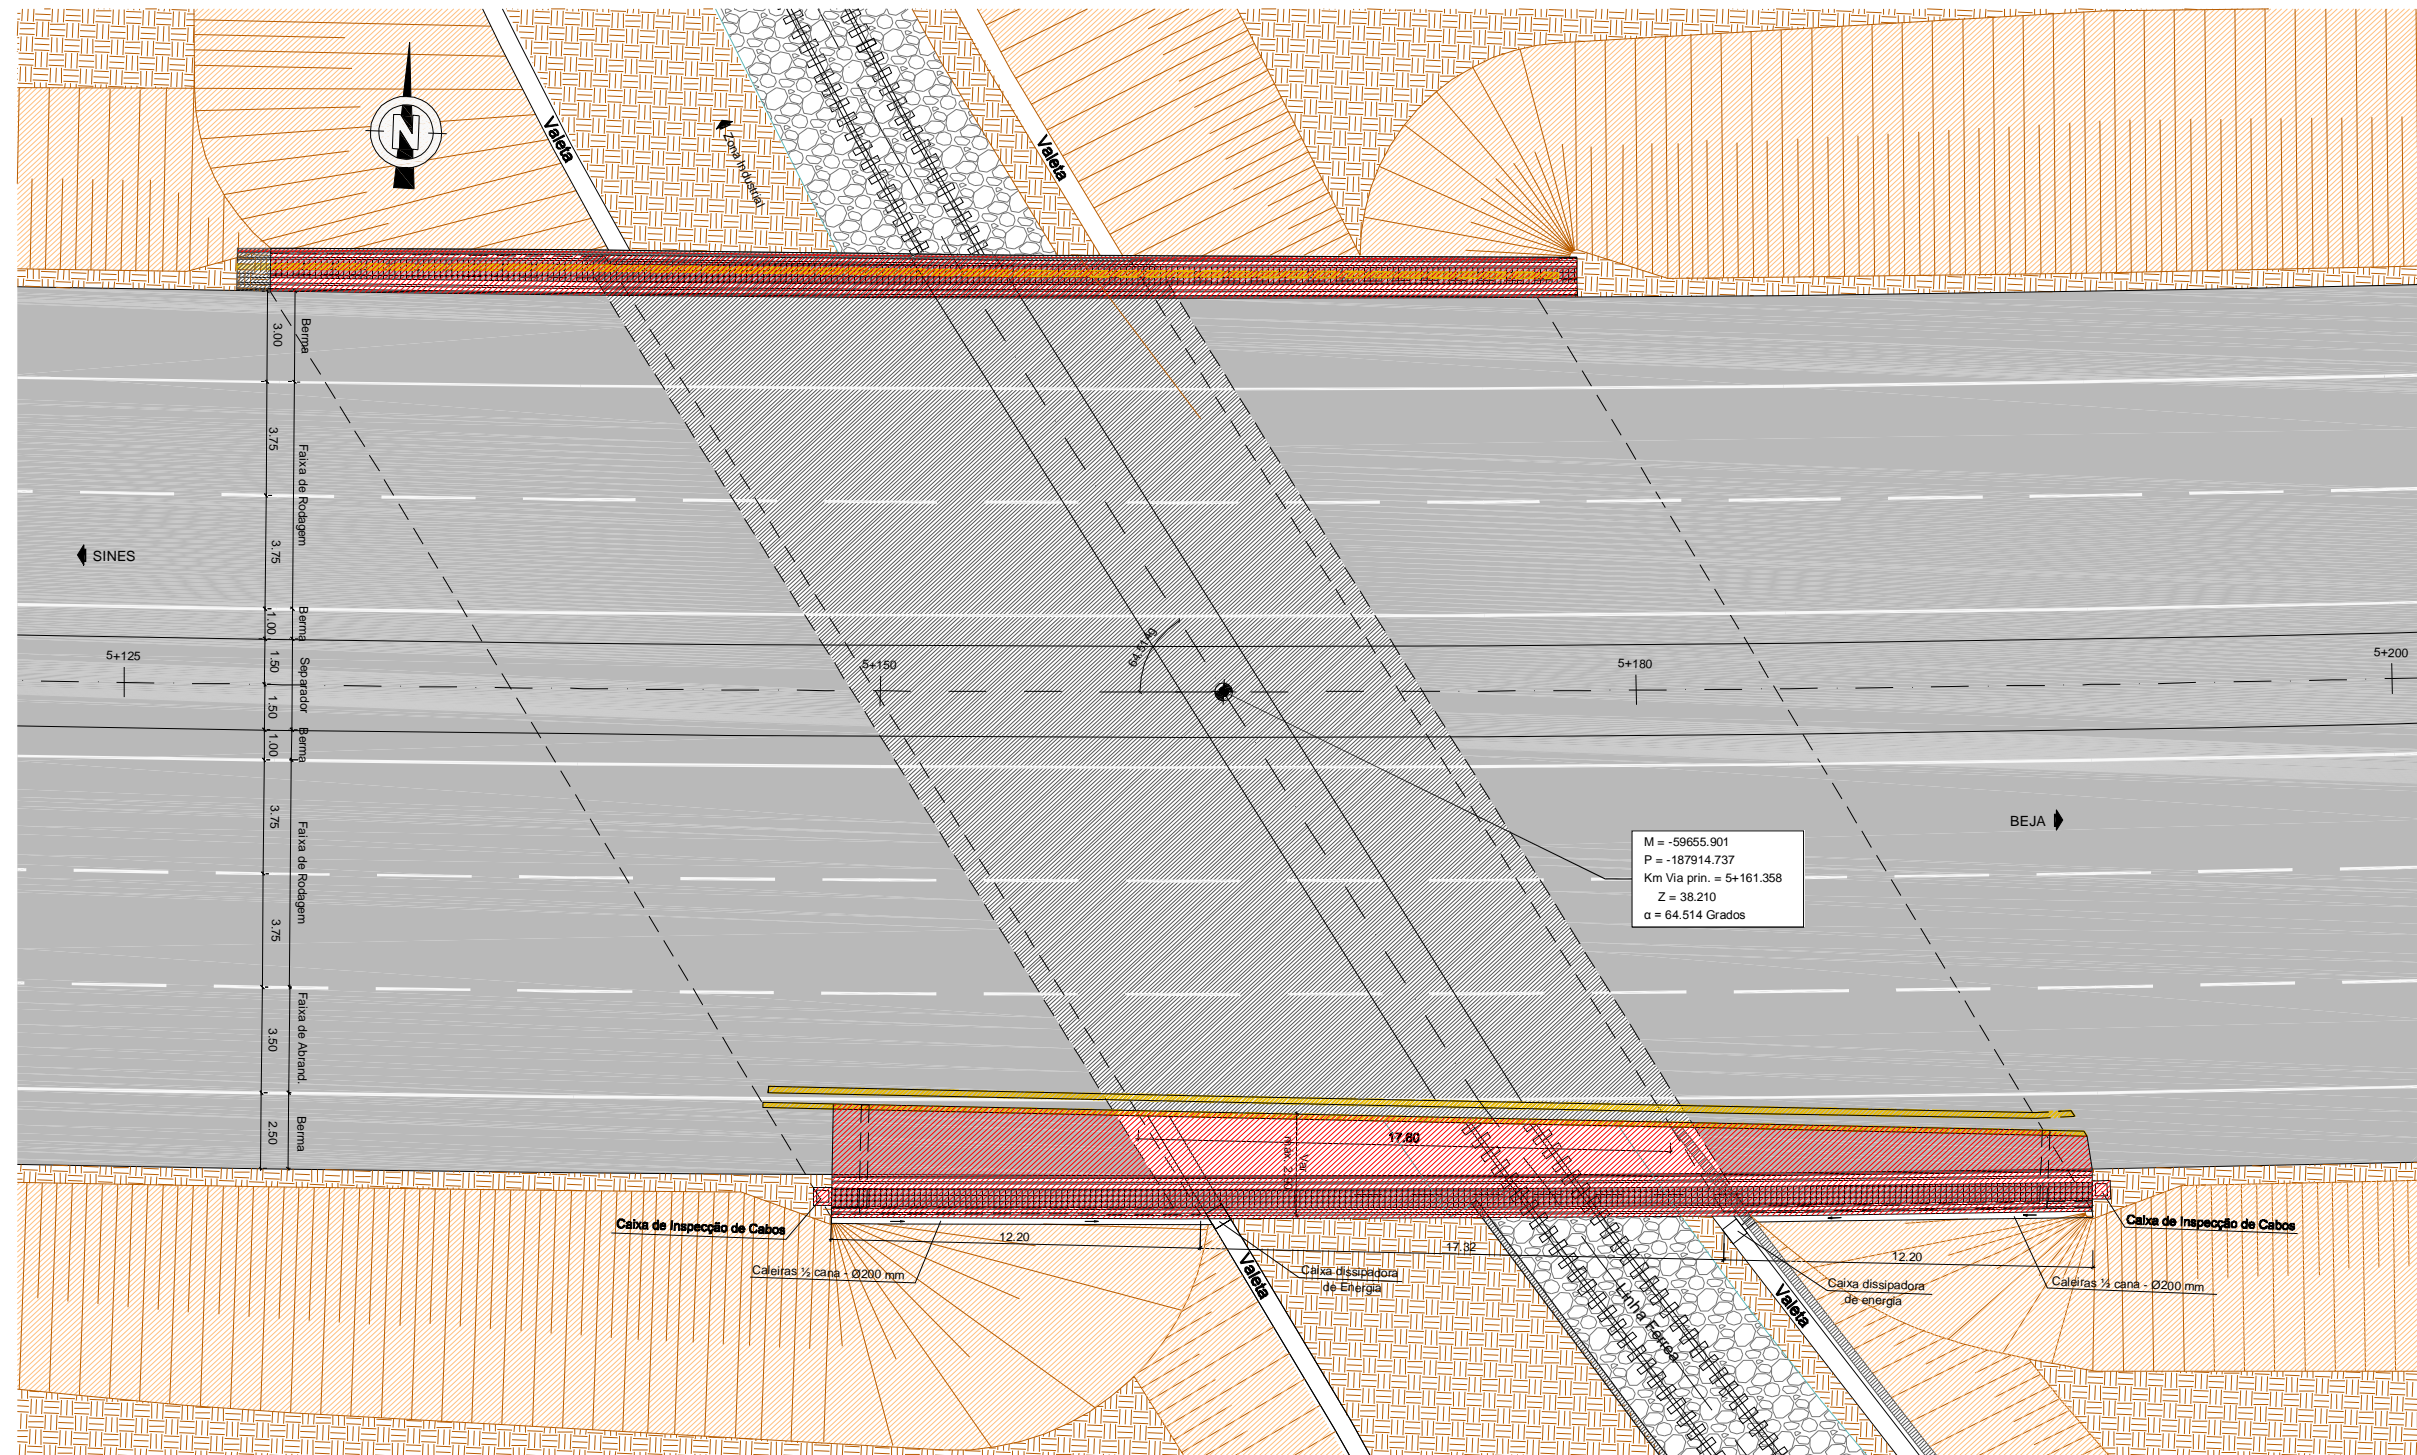 N
Valeta
Zona Industrial
Valeta
Berma
3.00
3.75
Faixa de Rodagem
3.75
SINES
Berma
1.00
5+125
1.50
Separador
1.50
5+150
64.514g
5+180
5+200
Berma
1.00
3.75
Faixa de Rodagem
3.75
BEJA
M = -59655.901
P = -187914.737
Km Via prin. = 5+161.358
Z = 38.210
α = 64.514 Grados
Faixa de Abrand.
3.50
Berma
2.50
17.60
Var.
max. 2.50
Caixa de Inspecção de Cabos
Caixa de Inspecção de Cabos
12.20
17.32
12.20
Caleiras ½ cana - Ø200 mm
Valeta
Caixa dissipadora
de Energia
Linha Férrea
Valeta
Caixa dissipadora
de energia
Caleiras ½ cana - Ø200 mm